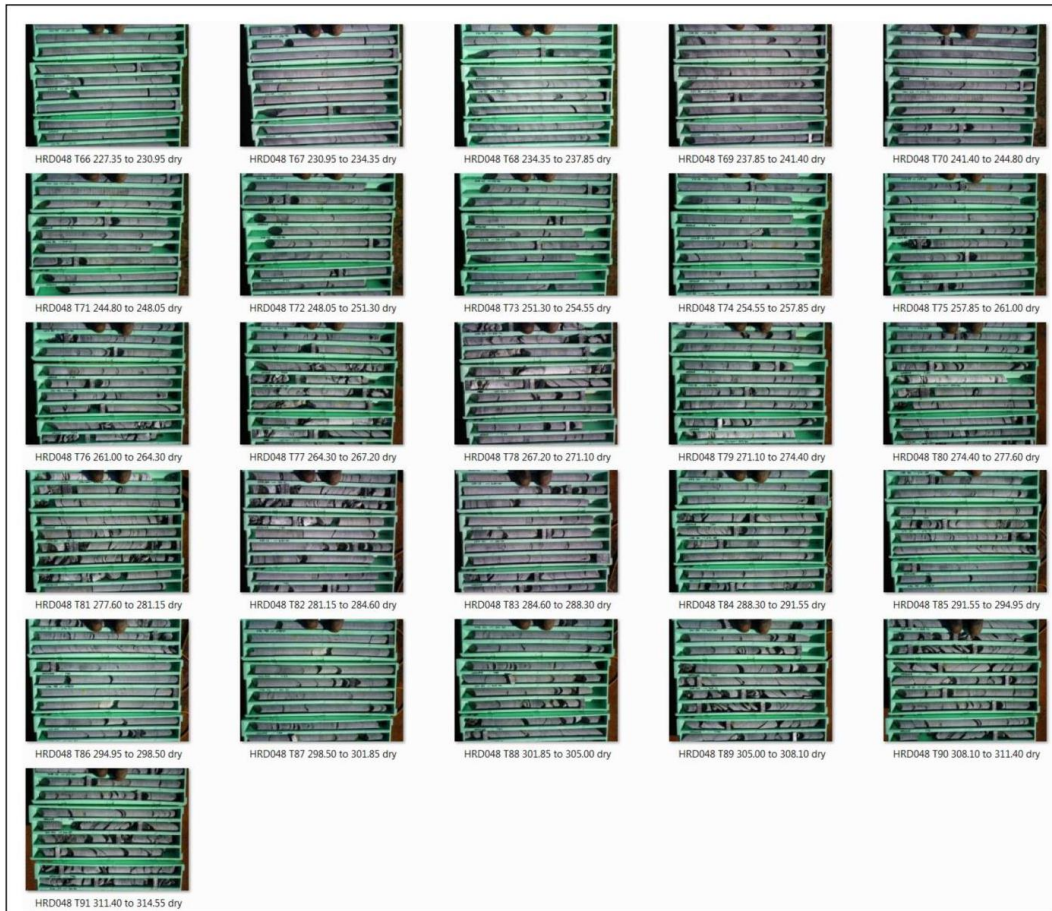 HRD048 T66 227.35 to 230.95 dry
HRD048 T67 230.95 to 234.35 dry
HRD048 T68 234.35 to 237.85 dry
HRD048 T69 237.85 to 241.40 dry
HRD048 T70 241.40 to 244.80 dry
HRD048 T71 244.80 to 248.05 dry
HRD048 T72 248.05 to 251.30 dry
HRD048 T73 251.30 to 254.55 dry
HRD048 T74 254.55 to 257.85 dry
HRD048 T75 257.85 to 261.00 dry
HRD048 T76 261.00 to 264.30 dry
HRD048 T77 264.30 to 267.20 dry
HRD048 T78 267.20 to 271.10 dry
HRD048 T79 271.10 to 274.40 dry
HRD048 T80 274.40 to 277.60 dry
HRD048 T81 277.60 to 281.15 dry
HRD048 T82 281.15 to 284.60 dry
HRD048 T83 284.60 to 288.30 dry
HRD048 T84 288.30 to 291.55 dry
HRD048 T85 291.55 to 294.95 dry
HRD048 T86 294.95 to 298.50 dry
HRD048 T87 298.50 to 301.85 dry
HRD048 T88 301.85 to 305.00 dry
HRD048 T89 305.00 to 308.10 dry
HRD048 T90 308.10 to 311.40 dry
HRD048 T91 311.40 to 314.55 dry